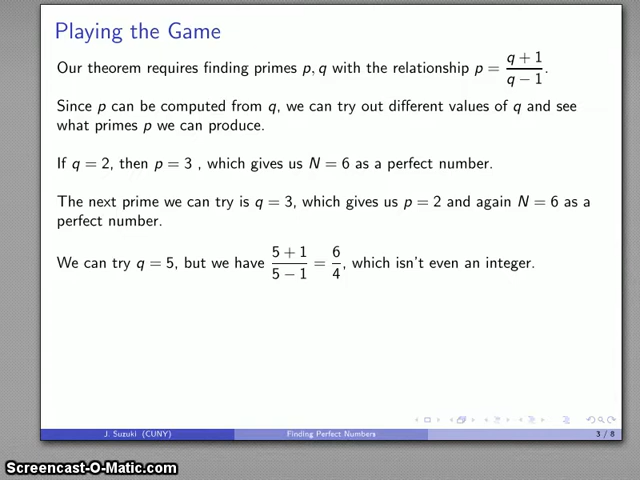 Playing the Game
Our theorem requires finding primes p, q with the relationship p = (q + 1)/(q − 1).
Since p can be computed from q, we can try out different values of q and see
what primes p we can produce.
If q = 2, then p = 3 , which gives us N = 6 as a perfect number.
The next prime we can try is q = 3, which gives us p = 2 and again N = 6 as a
perfect number.
We can try q = 5, but we have (5 + 1)/(5 − 1) = 6/4, which isn't even an integer.
J. Suzuki (CUNY) Finding Perfect Numbers 3 / 8
Screencast-O-Matic.com